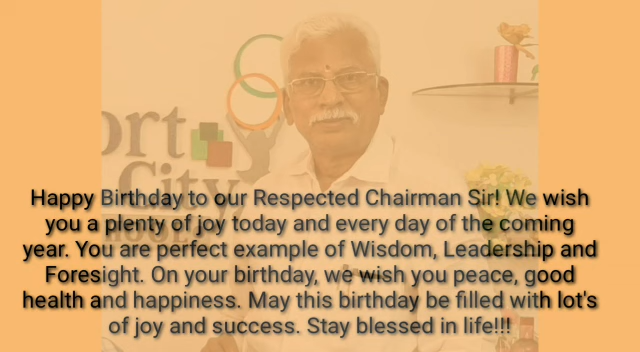 ort
City
Happy Birthday to our Respected Chairman Sir! We wish
you a plenty of joy today and every day of the coming
year. You are perfect example of Wisdom, Leadership and
Foresight. On your birthday, we wish you peace, good
health and happiness. May this birthday be filled with lot's
of joy and success. Stay blessed in life!!!